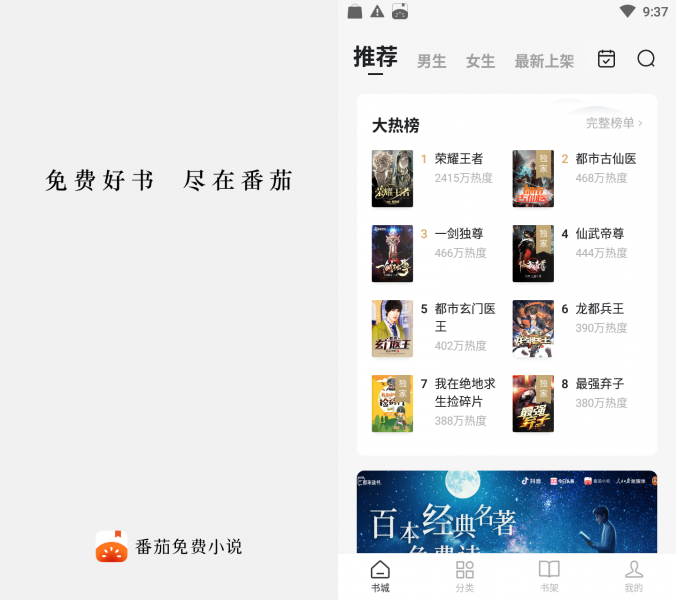 免费好书 尽在番茄
番茄免费小说
9:37
推荐 男生 女生 最新上架
大热榜
完整榜单
荣耀王者
1 荣耀王者
2415万热度
独家
2 都市古仙医
468万热度
一剑独尊
3 一剑独尊
466万热度
独家
4 仙武帝尊
444万热度
玄门医王
5 都市玄门医
王
402万热度
6 龙都兵王
390万热度
独家
7 我在绝地求
生捡碎片
388万热度
独家
最强弃子
8 最强弃子
380万热度
抖音 今日头条 番茄小说
百本经典名著
免费读
书城 分类 书架 我的